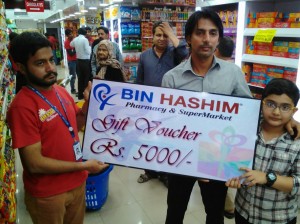 BIN HASHIM
Pharmacy & SuperMarket
Gift Voucher
Rs. 5000/-